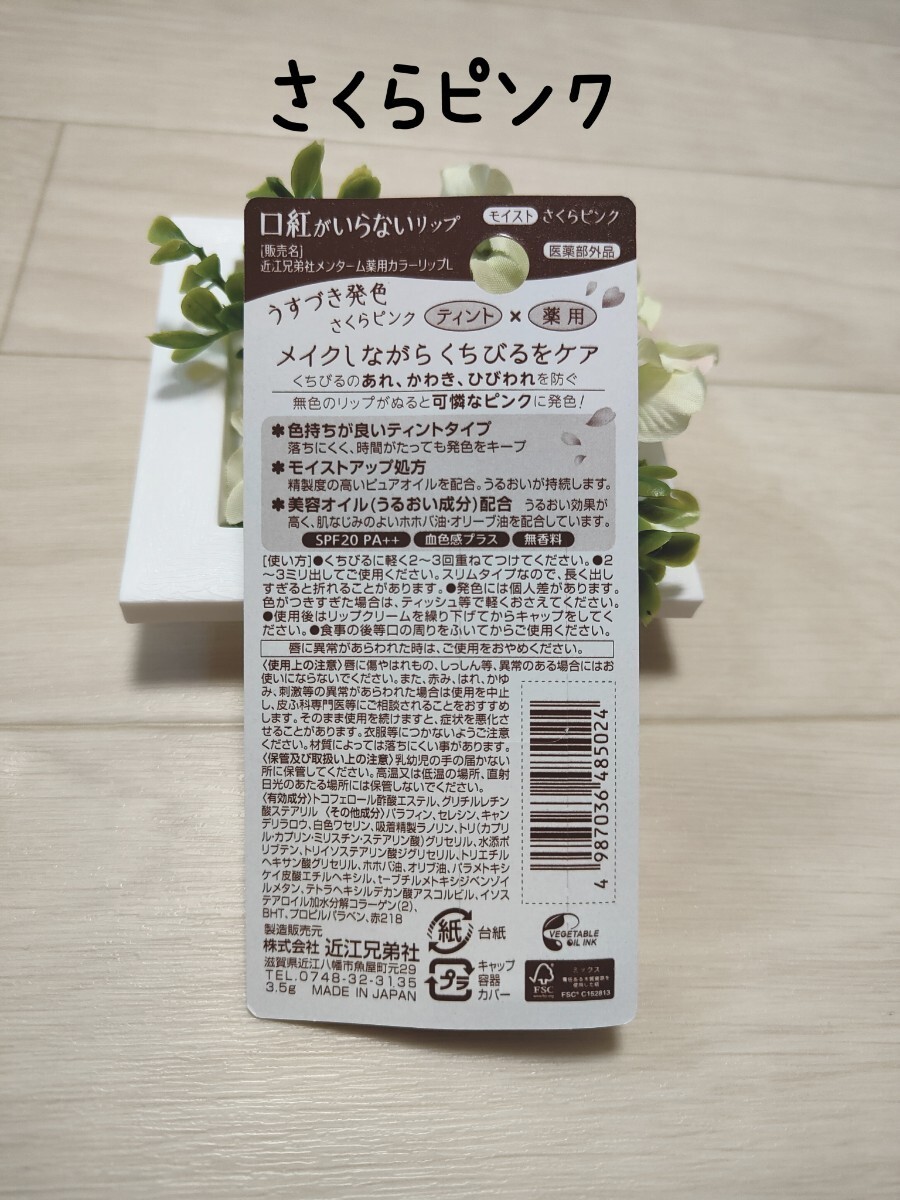 さくらピンク
口紅がいらないリップ モイスト さくらピンク
[販売名]
近江兄弟社メンターム薬用カラーリップL 医薬部外品
うすづき発色
さくらピンク ティント × 薬用
メイクしながらくちびるをケア
くちびるのあれ、かわき、ひびわれを防ぐ
無色のリップがぬると可憐なピンクに発色!
✱色持ちが良いティントタイプ
落ちにくく、時間がたっても発色をキープ
✱モイストアップ処方
精製度の高いピュアオイルを配合。うるおいが持続します。
✱美容オイル(うるおい成分)配合 うるおい効果が
高く、肌なじみのよいホホバ油・オリーブ油を配合しています。
SPF20 PA++ 血色感プラス 無香料
[使い方]●くちびるに軽く2〜3回重ねてつけてください。●2
〜3ミリ出してご使用ください。スリムタイプなので、長く出し
すぎると折れることがあります。●発色には個人差があります。
色がつきすぎた場合は、ティッシュ等で軽くおさえてください。
●使用後はリップクリームを繰り下げてからキャップをしてく
ださい。●食事の後等口の周りをふいてからご使用ください。
唇に異常があらわれた時は、ご使用をおやめください。
〈使用上の注意〉唇に傷やはれもの、しっしん等、異常のある場合にはお
使いにならないでください。また、赤み、はれ、かゆ
み、刺激等の異常があらわれた場合は使用を中止
し、皮ふ科専門医等にご相談されることをおすすめ
します。そのまま使用を続けますと、症状を悪化さ
せることがあります。衣服等につかないようご注意
ください。材質によっては落ちにくい事があります。
〈保管及び取扱い上の注意〉乳幼児の手の届かない
所に保管してください。高温又は低温の場所、直射
日光のあたる場所には保管しないでください。
〈有効成分〉トコフェロール酢酸エステル、グリチルレチン
酸ステアリル 〈その他成分〉パラフィン、セレシン、キャン
デリラロウ、白色ワセリン、吸着精製ラノリン、トリ(カプリ
ル・カプリン・ミリスチン・ステアリン酸)グリセリル、水添ポ
リブテン、トリイソステアリン酸ジグリセリル、トリエチル
ヘキサン酸グリセリル、ホホバ油、オリブ油、パラメトキシ
ケイ皮酸エチルヘキシル、t-ブチルメトキシジベンゾイ
ルメタン、テトラヘキシルデカン酸アスコルビル、イソス
テアロイル加水分解コラーゲン(2)、
BHT、プロピルパラベン、赤218
4 987036 485024
製造販売元
株式会社 近江兄弟社
滋賀県近江八幡市魚屋町元29
TEL.0748-32-3135
3.5g MADE IN JAPAN
紙 台紙
プラ キャップ
容器
カバー
VEGETABLE
OIL INK
FSC
ミックス
FSC® C162813